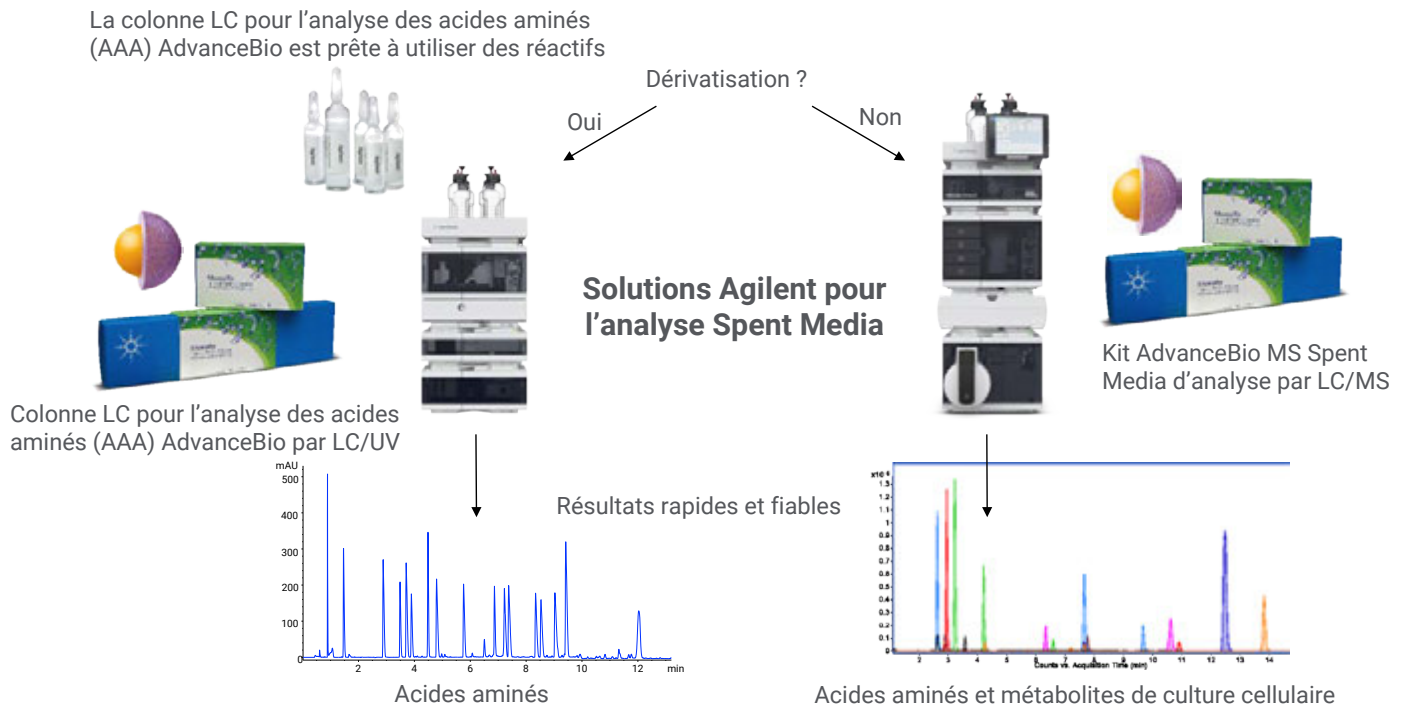 La colonne LC pour l'analyse des acides aminés
(AAA) AdvanceBio est prête à utiliser des réactifs
Dérivatisation ?
Oui
Non
Solutions Agilent pour
l'analyse Spent Media
Kit AdvanceBio MS Spent
Media d'analyse par LC/MS
Colonne LC pour l'analyse des acides
aminés (AAA) AdvanceBio par LC/UV
mAU
500
400
300
200
100
0
2
4
6
8
10
12
min
Acides aminés
Résultats rapides et fiables
1.5
1.4
1.3
1.2
1.1
1
0.9
0.8
0.7
0.6
0.5
0.4
0.3
0.2
0.1
0
2 3 4 5 6 7 8 9 10 11 12 13 14
Counts vs. Acquisition Time (min)
Acides aminés et métabolites de culture cellulaire